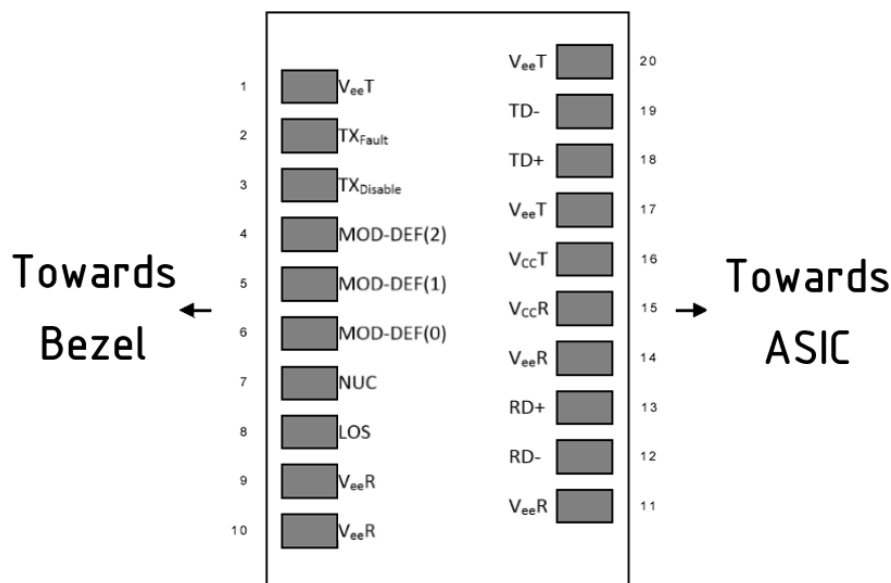 Towards
Bezel
1 VeeT
2 TXFault
3 TXDisable
4 MOD-DEF(2)
5 MOD-DEF(1)
6 MOD-DEF(0)
7 NUC
8 LOS
9 VeeR
10 VeeR
VeeT 20
TD- 19
TD+ 18
VeeT 17
VCCT 16
VCCR 15
VeeR 14
RD+ 13
RD- 12
VeeR 11
Towards
ASIC